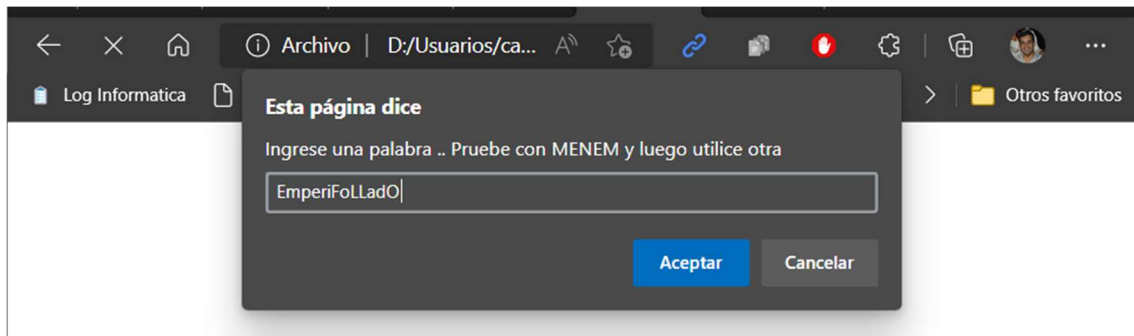 Archivo | D:/Usuarios/ca... A
Log Informatica
Otros favoritos
Esta página dice
Ingrese una palabra .. Pruebe con MENEM y luego utilice otra
EmperiFoLLadO
Aceptar Cancelar